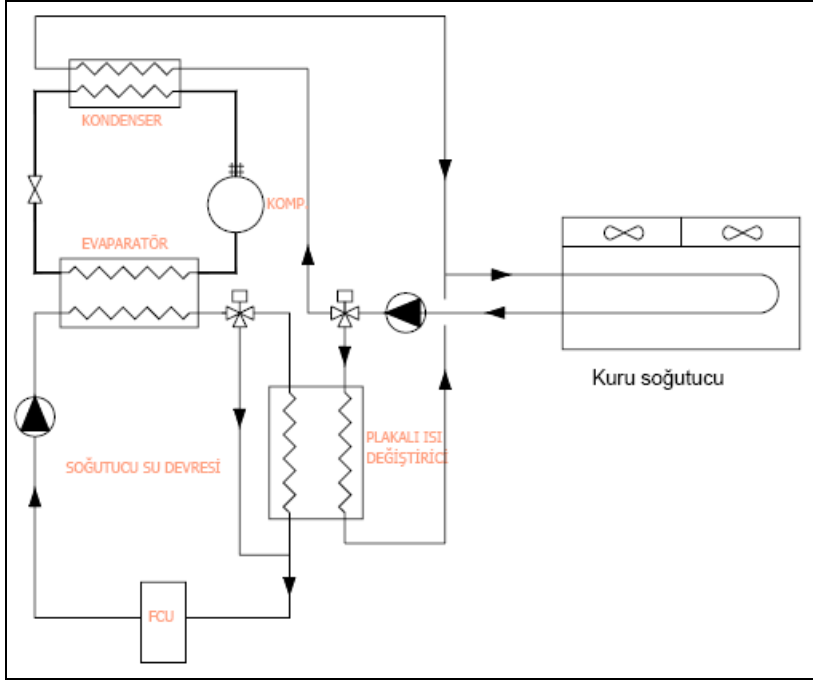 KONDENSER
KOMP.
EVAPARATÖR
Kuru soğutucu
PLAKALI ISI
DEĞİŞTİRİCİ
SOĞUTUCU SU DEVRESİ
FCU